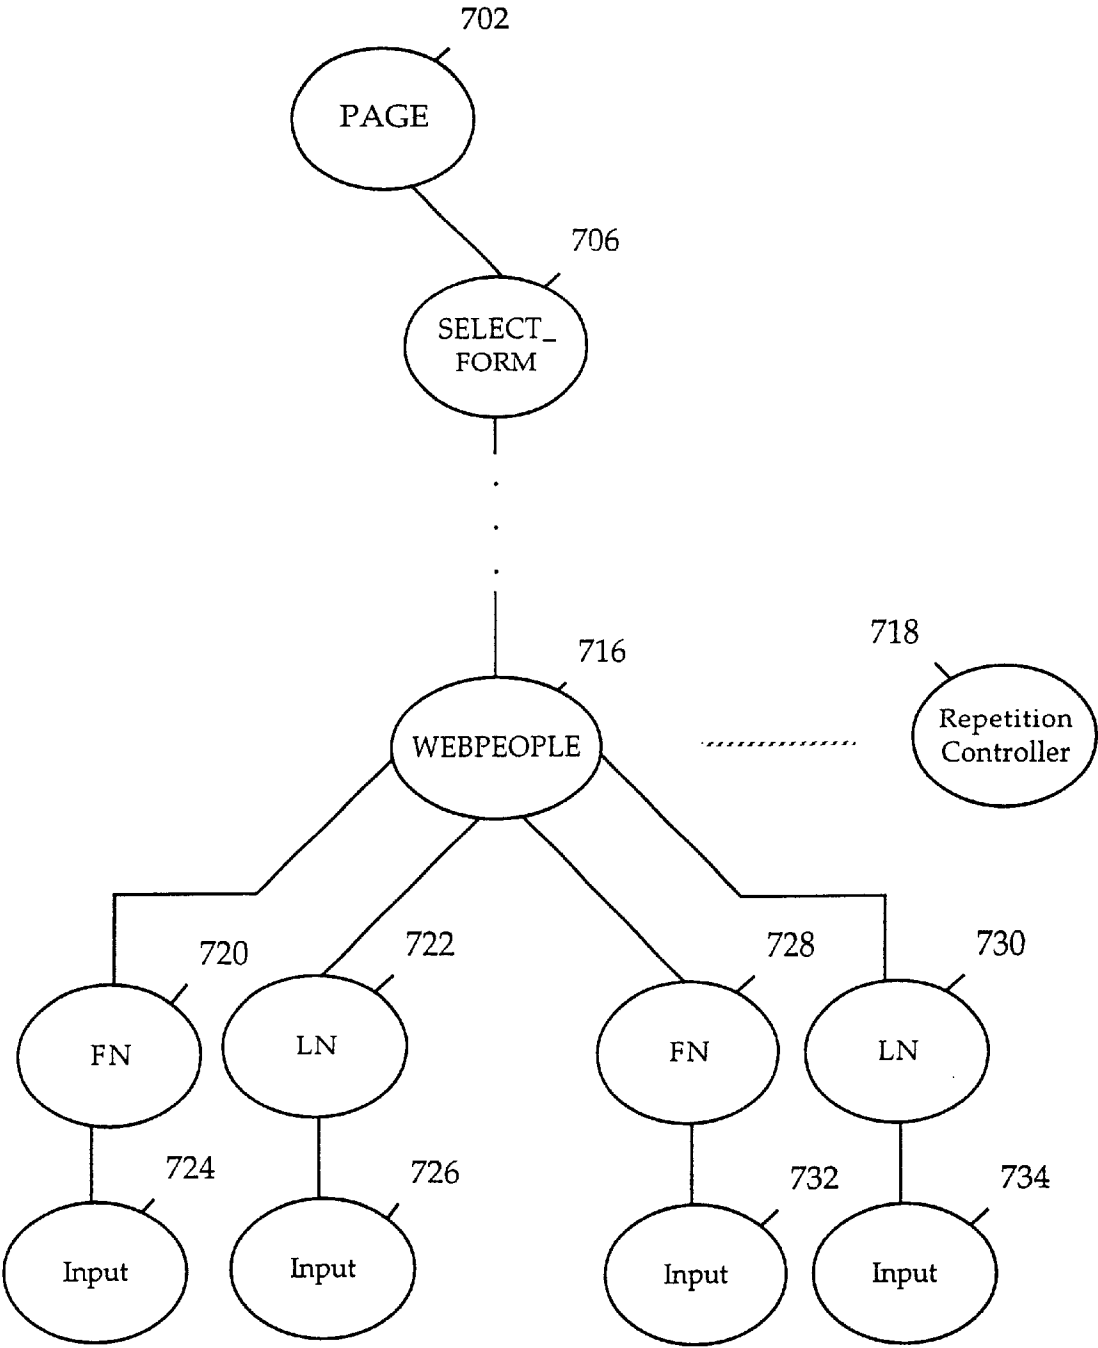 702
PAGE
706
SELECT_
FORM
716
718
WEBPEOPLE
Repetition
Controller
720
722
728
730
FN
LN
FN
LN
724
726
732
734
Input
Input
Input
Input